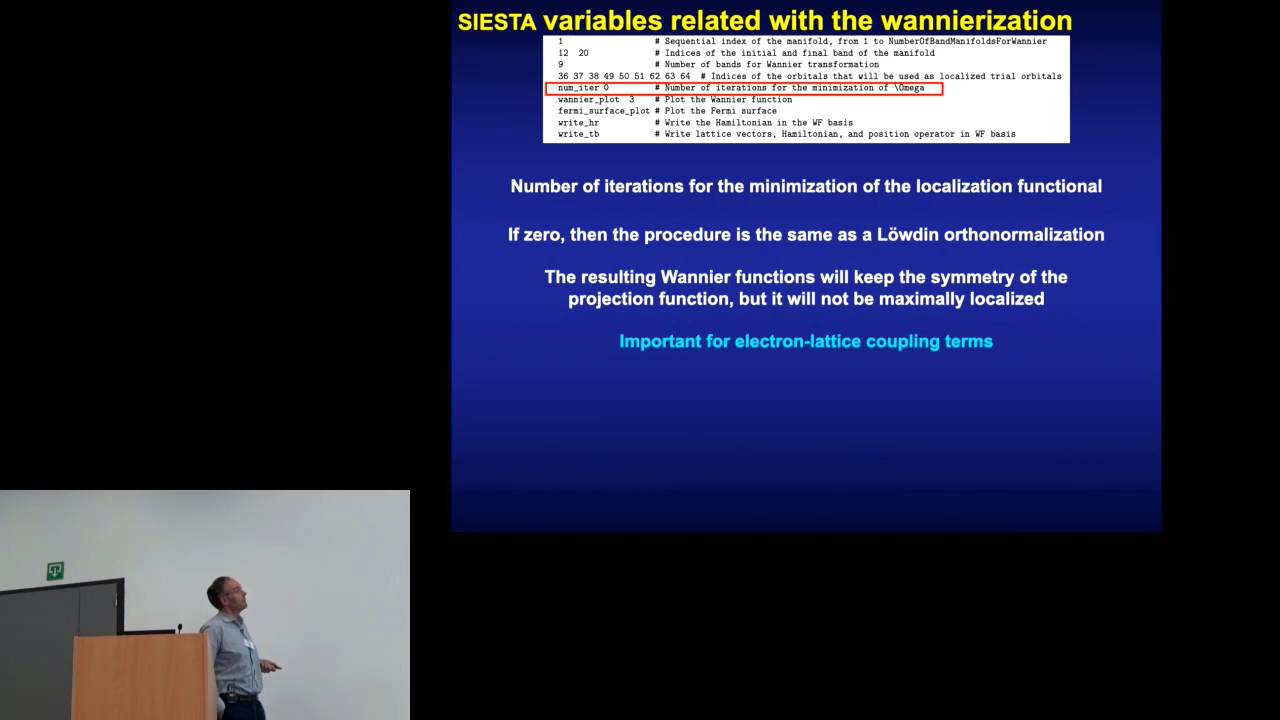 SIESTA variables related with the wannierization
1 # Sequential index of the manifold, from 1 to NumberOfBandManifoldsForWannier
12 20 # Indices of the initial and final band of the manifold
9 # Number of bands for Wannier transformation
36 37 38 49 50 51 62 63 64 # Indices of the orbitals that will be used as localized trial orbitals
num_iter 0 # Number of iterations for the minimization of \Omega
wannier_plot 3 # Plot the Wannier function
fermi_surface_plot # Plot the Fermi surface
write_hr # Write the Hamiltonian in the WF basis
write_tb # Write lattice vectors, Hamiltonian, and position operator in WF basis
Number of iterations for the minimization of the localization functional
If zero, then the procedure is the same as a Löwdin orthonormalization
The resulting Wannier functions will keep the symmetry of the
projection function, but it will not be maximally localized
Important for electron-lattice coupling terms